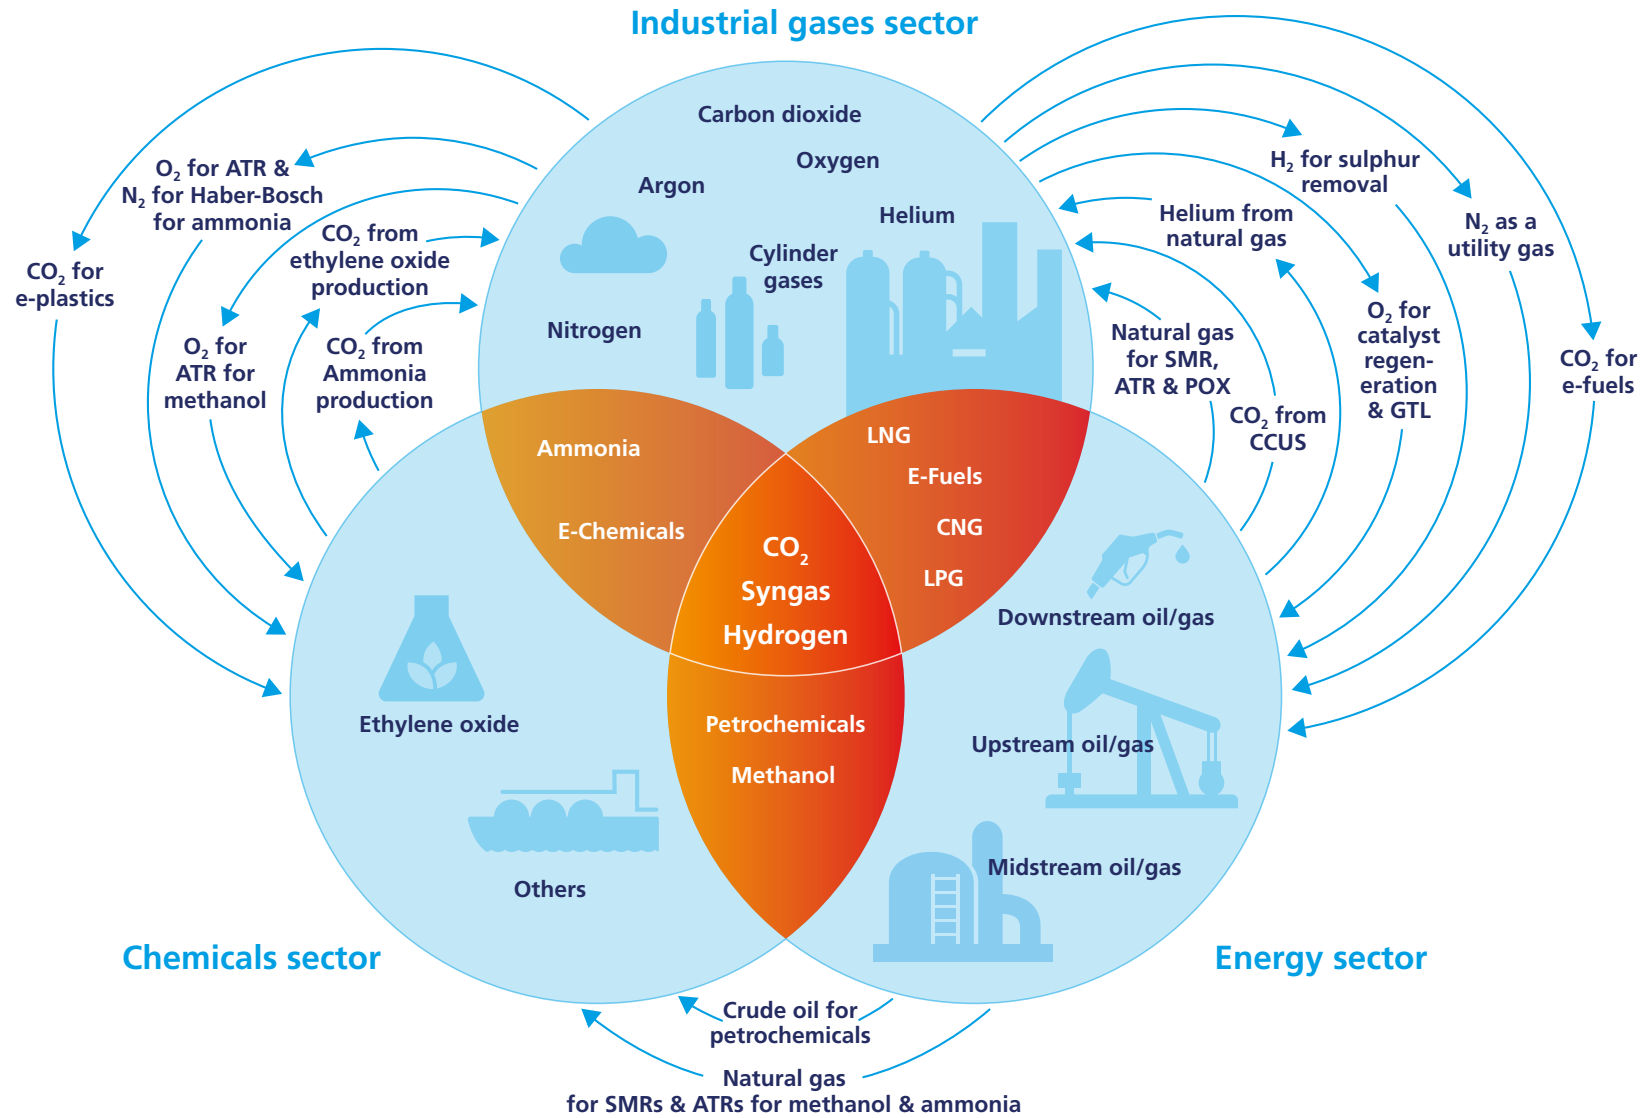 Industrial gases sector
Carbon dioxide
Oxygen
Argon
Helium
Cylinder
gases
Nitrogen
O₂ for ATR &
N₂ for Haber-Bosch
for ammonia
CO₂ from
ethylene oxide
production
CO₂ for
e-plastics
O₂ for
ATR for
methanol
CO₂ from
Ammonia
production
H₂ for sulphur
removal
Helium from
natural gas
N₂ as a
utility gas
Natural gas
for SMR,
ATR & POX
O₂ for
catalyst
regen-
eration
& GTL
CO₂ for
e-fuels
CO₂ from
CCUS
Ammonia
E-Chemicals
LNG
E-Fuels
CNG
LPG
CO₂
Syngas
Hydrogen
Petrochemicals
Methanol
Ethylene oxide
Others
Downstream oil/gas
Upstream oil/gas
Midstream oil/gas
Chemicals sector
Energy sector
Crude oil for
petrochemicals
Natural gas
for SMRs & ATRs for methanol & ammonia